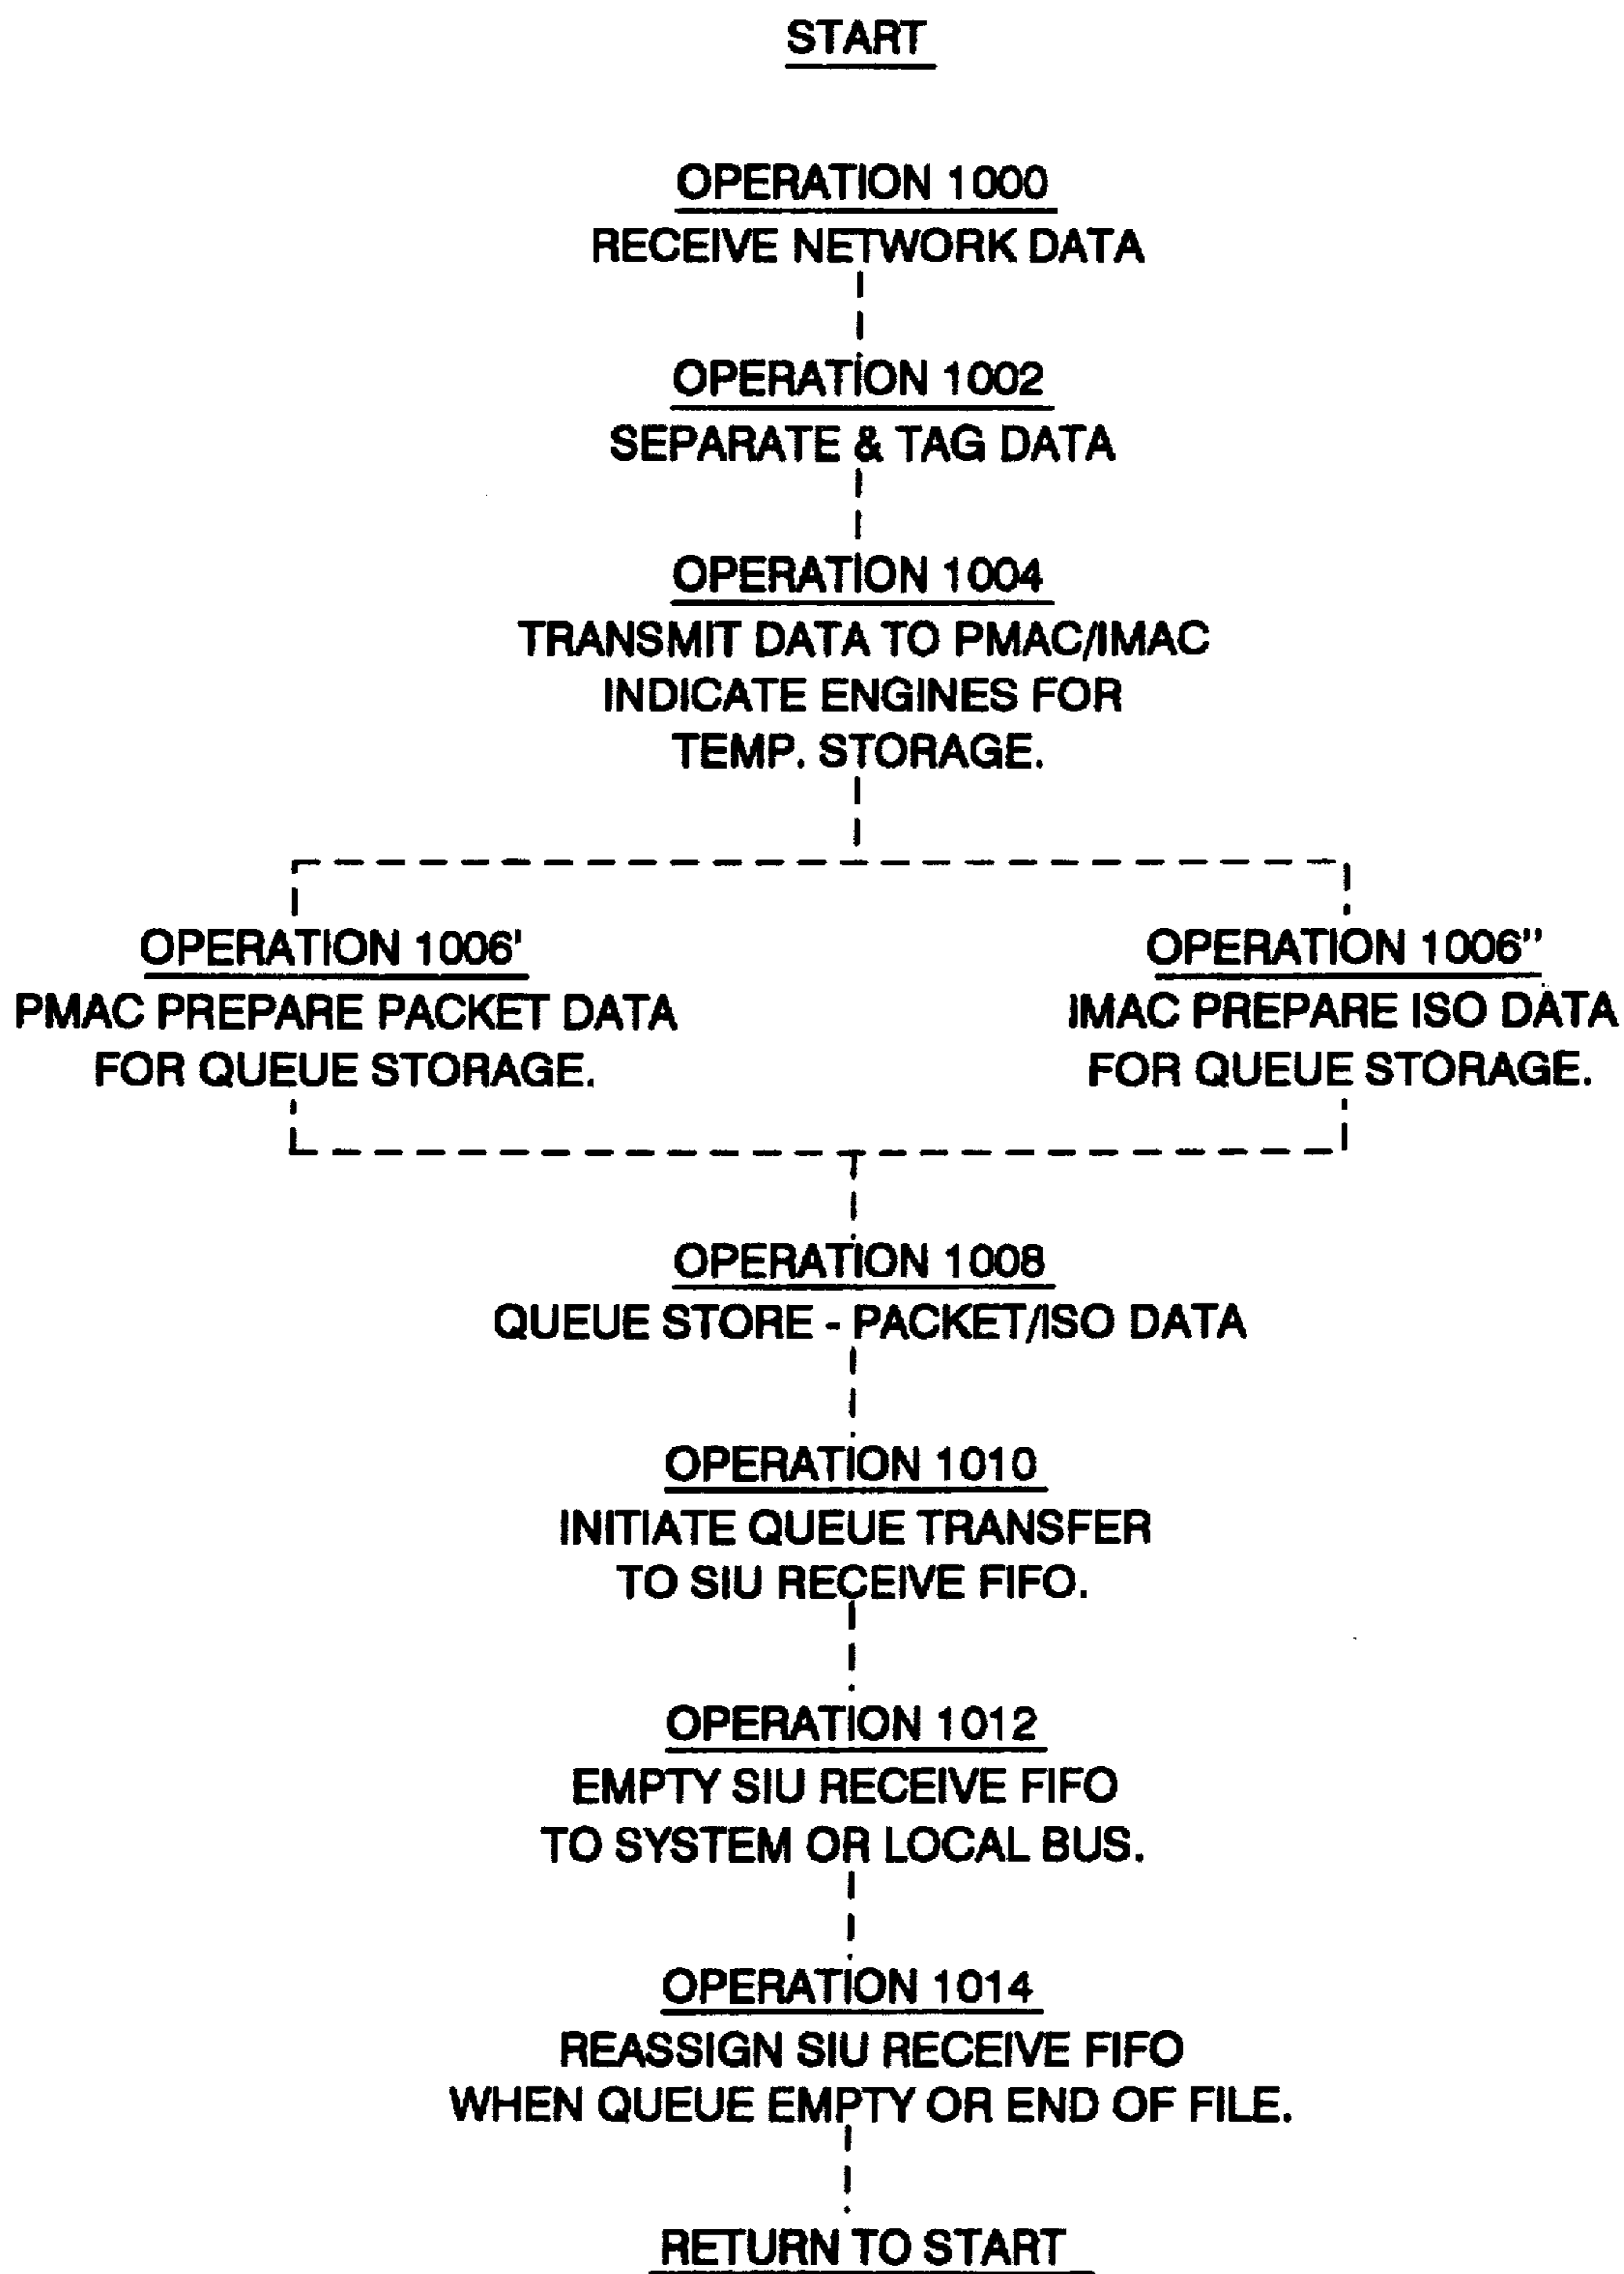 START
OPERATION 1000
RECEIVE NETWORK DATA
OPERATION 1002
SEPARATE & TAG DATA
OPERATION 1004
TRANSMIT DATA TO PMAC/IMAC
INDICATE ENGINES FOR
TEMP. STORAGE.
OPERATION 1006'
PMAC PREPARE PACKET DATA
FOR QUEUE STORAGE.
OPERATION 1006''
IMAC PREPARE ISO DATA
FOR QUEUE STORAGE.
OPERATION 1008
QUEUE STORE - PACKET/ISO DATA
OPERATION 1010
INITIATE QUEUE TRANSFER
TO SIU RECEIVE FIFO.
OPERATION 1012
EMPTY SIU RECEIVE FIFO
TO SYSTEM OR LOCAL BUS.
OPERATION 1014
REASSIGN SIU RECEIVE FIFO
WHEN QUEUE EMPTY OR END OF FILE.
RETURN TO START